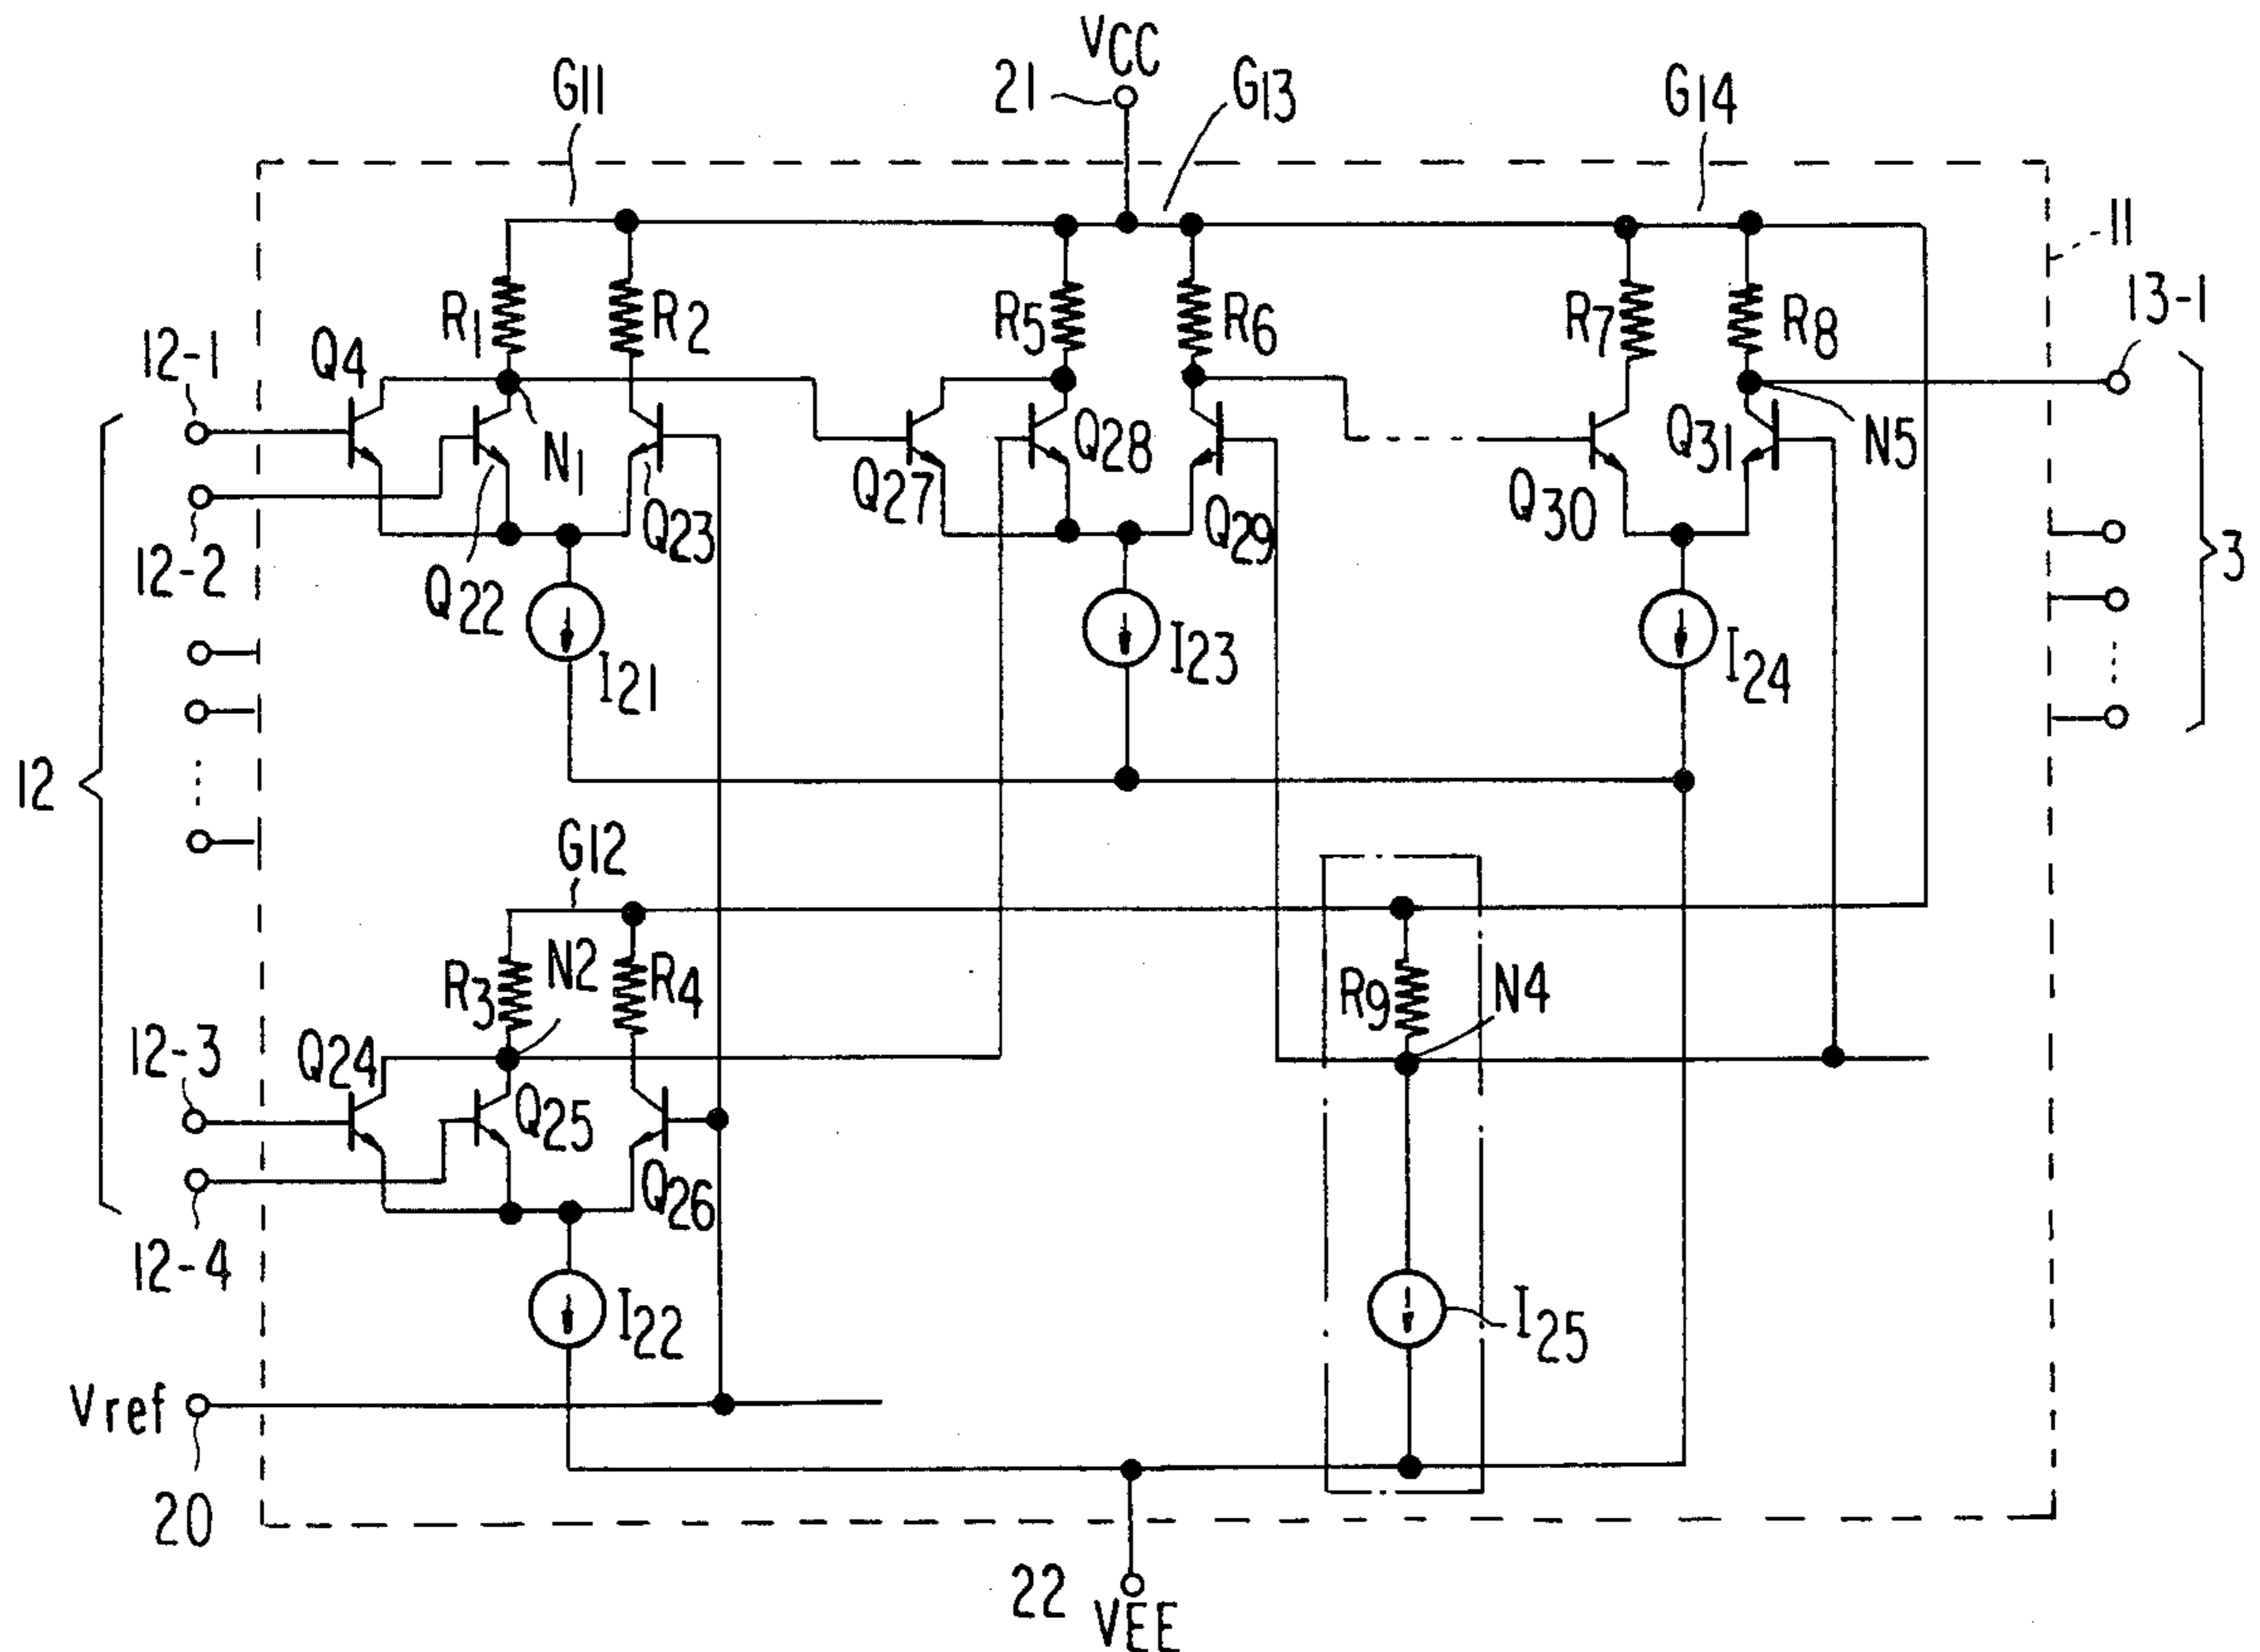 VCC
21
G11
G13
G14
11
13-1
R1
R2
R5
R6
R7
R8
12-1
Q4
N1
Q28
Q31
N5
12-2
Q22
Q23
Q27
Q29
Q30
3
I21
I23
I24
12
G12
N2
R3
R4
R9
N4
12-3
Q24
Q25
Q26
12-4
I22
I25
Vref
20
22
VEE